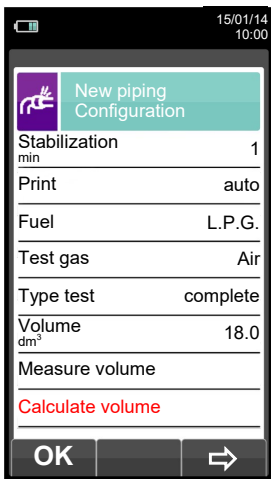 15/01/14
10:00
New piping
Configuration
Stabilization
min
1
Print auto
Fuel L.P.G.
Test gas Air
Type test complete
Volume
dm³
18.0
Measure volume
Calculate volume
OK